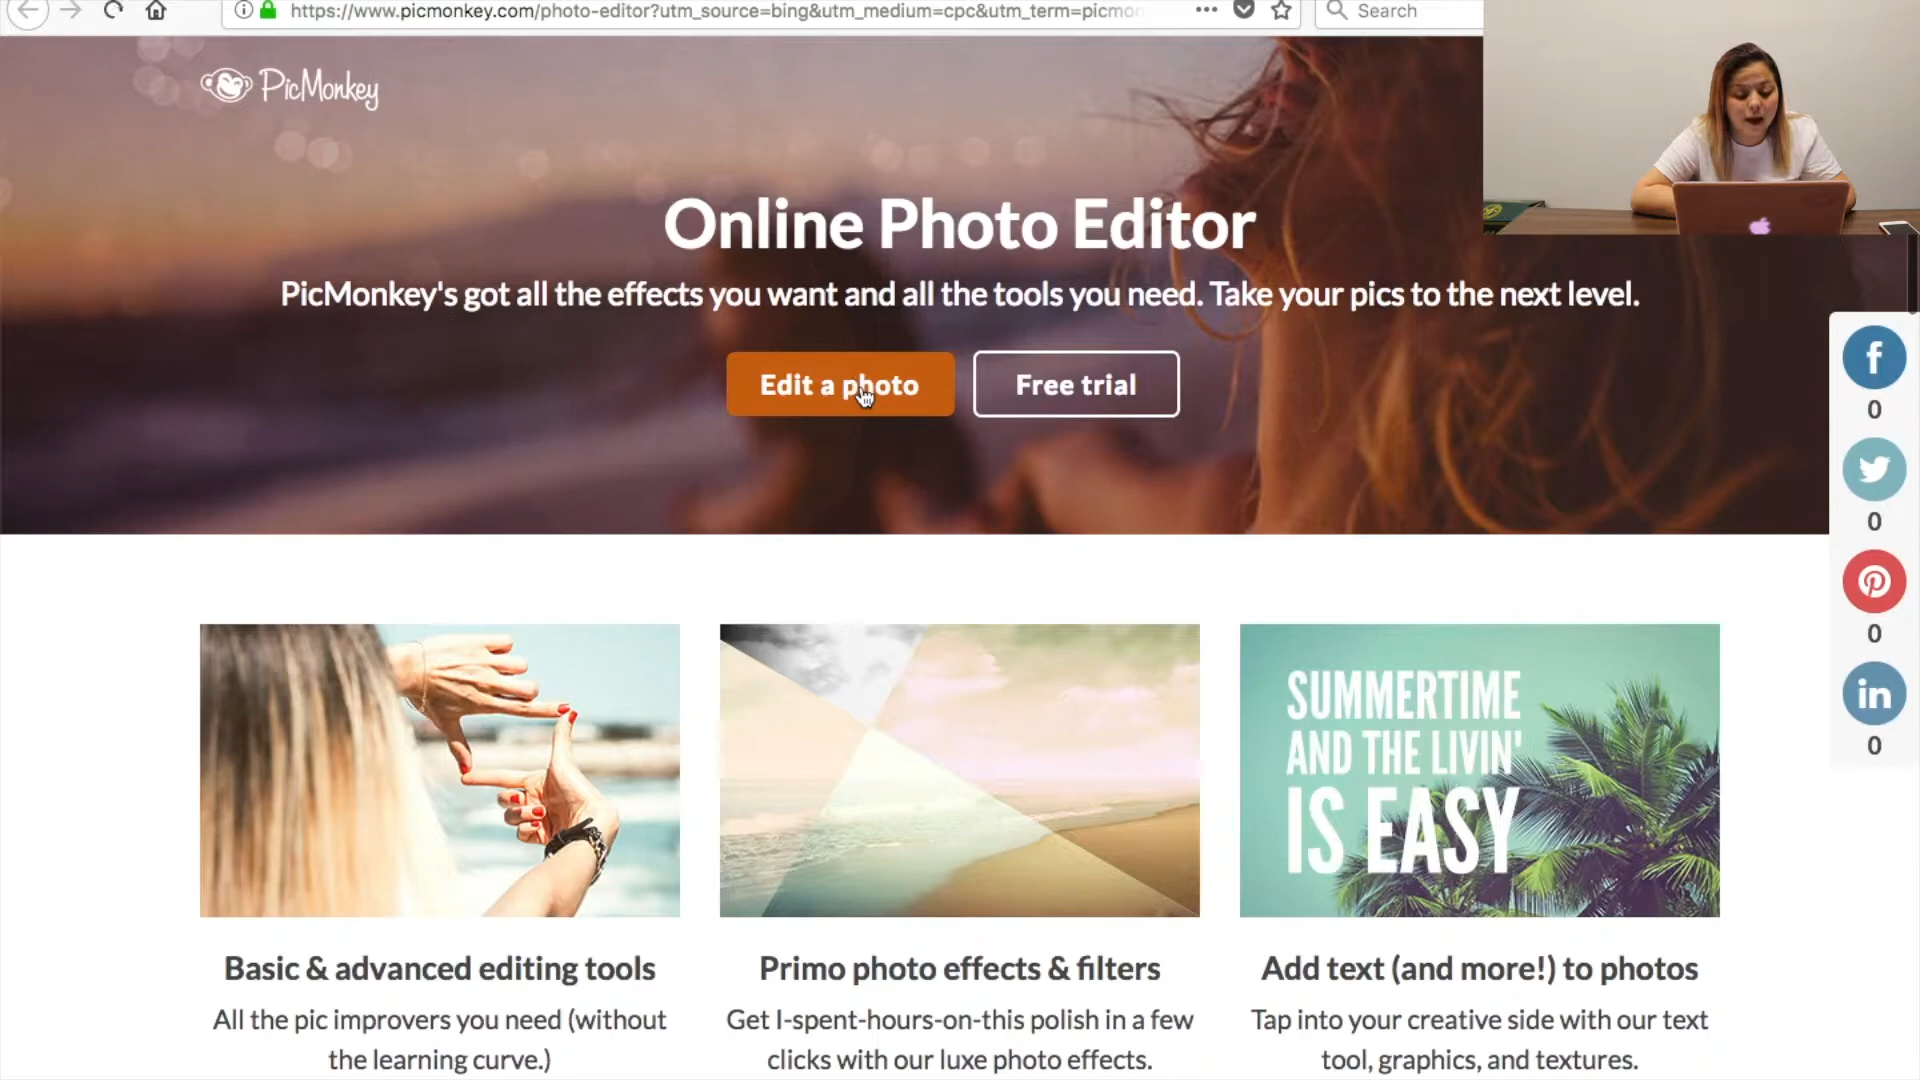 https://www.picmonkey.com/photo-editor?utm_source=bing&utm_medium=cpc&utm_term=picmon
Search
PicMonkey
Online Photo Editor
PicMonkey's got all the effects you want and all the tools you need. Take your pics to the next level.
Edit a photo
Free trial
0
0
0
in
0
SUMMERTIME
AND THE LIVIN'
IS EASY
Basic & advanced editing tools
All the pic improvers you need (without
the learning curve.)
Primo photo effects & filters
Get I-spent-hours-on-this polish in a few
clicks with our luxe photo effects.
Add text (and more!) to photos
Tap into your creative side with our text
tool, graphics, and textures.